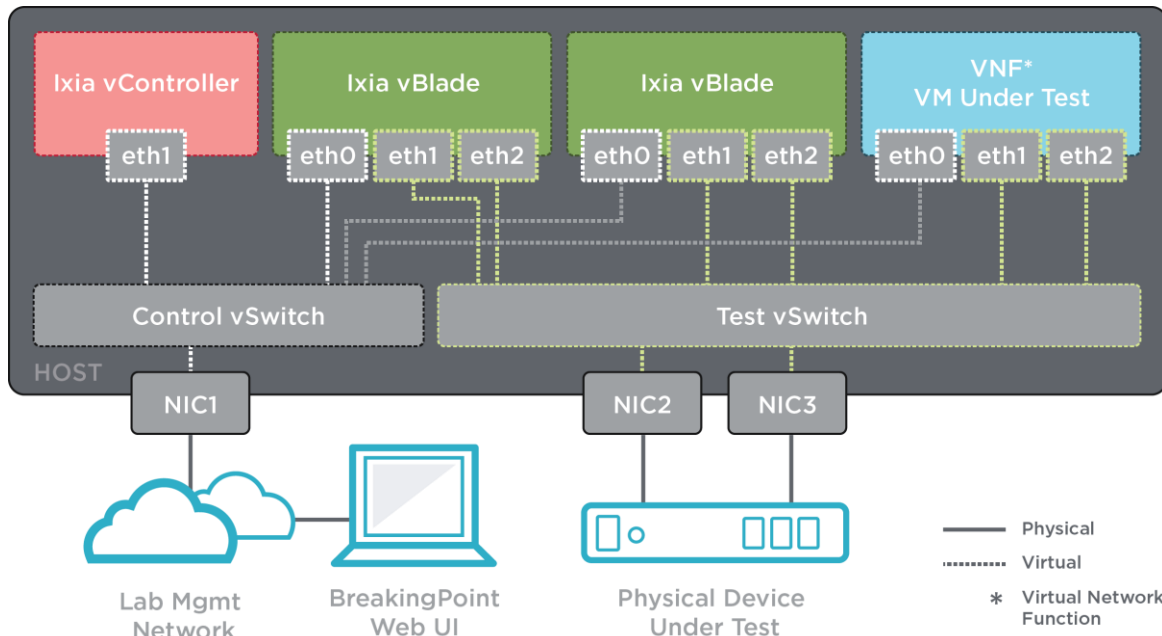 Ixia vController
Ixia vBlade
Ixia vBlade
VNF*
VM Under Test
eth1
eth0
eth1
eth2
eth0
eth1
eth2
eth0
eth1
eth2
Control vSwitch
Test vSwitch
HOST
NIC1
NIC2
NIC3
Lab Mgmt
Network
BreakingPoint
Web UI
Physical Device
Under Test
Physical
Virtual
* Virtual Network
Function